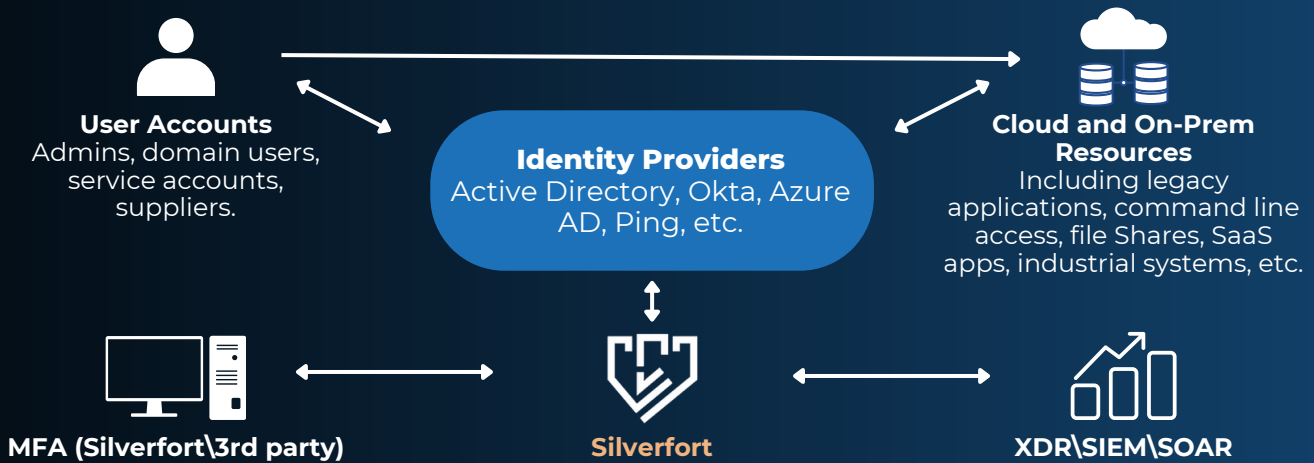 User Accounts
Admins, domain users,
service accounts,
suppliers.
Identity Providers
Active Directory, Okta, Azure
AD, Ping, etc.
Cloud and On-Prem
Resources
Including legacy
applications, command line
access, file Shares, SaaS
apps, industrial systems, etc.
MFA (Silverfort\3rd party)
Silverfort
XDR\SIEM\SOAR